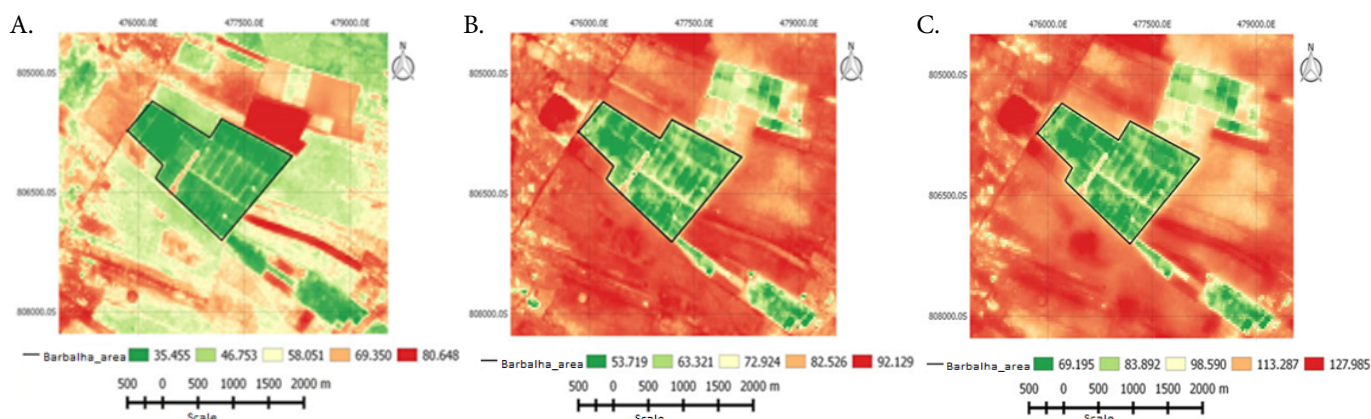 A.
476000.0E 477500.0E 479000.0E
N
805000.0S
806500.0S
808000.0S
Barbalha_area 35.455 46.753 58.051 69.350 80.648
500 0 500 1000 1500 2000 m
Scale
B.
476000.0E 477500.0E 479000.0E
N
805000.0S
806500.0S
808000.0S
Barbalha_area 53.719 63.321 72.924 82.526 92.129
500 0 500 1000 1500 2000 m
Scale
C.
476000.0E 477500.0E 479000.0E
N
805000.0S
806500.0S
808000.0S
Barbalha_area 69.195 83.892 98.590 113.287 127.985
500 0 500 1000 1500 2000 m
Scale